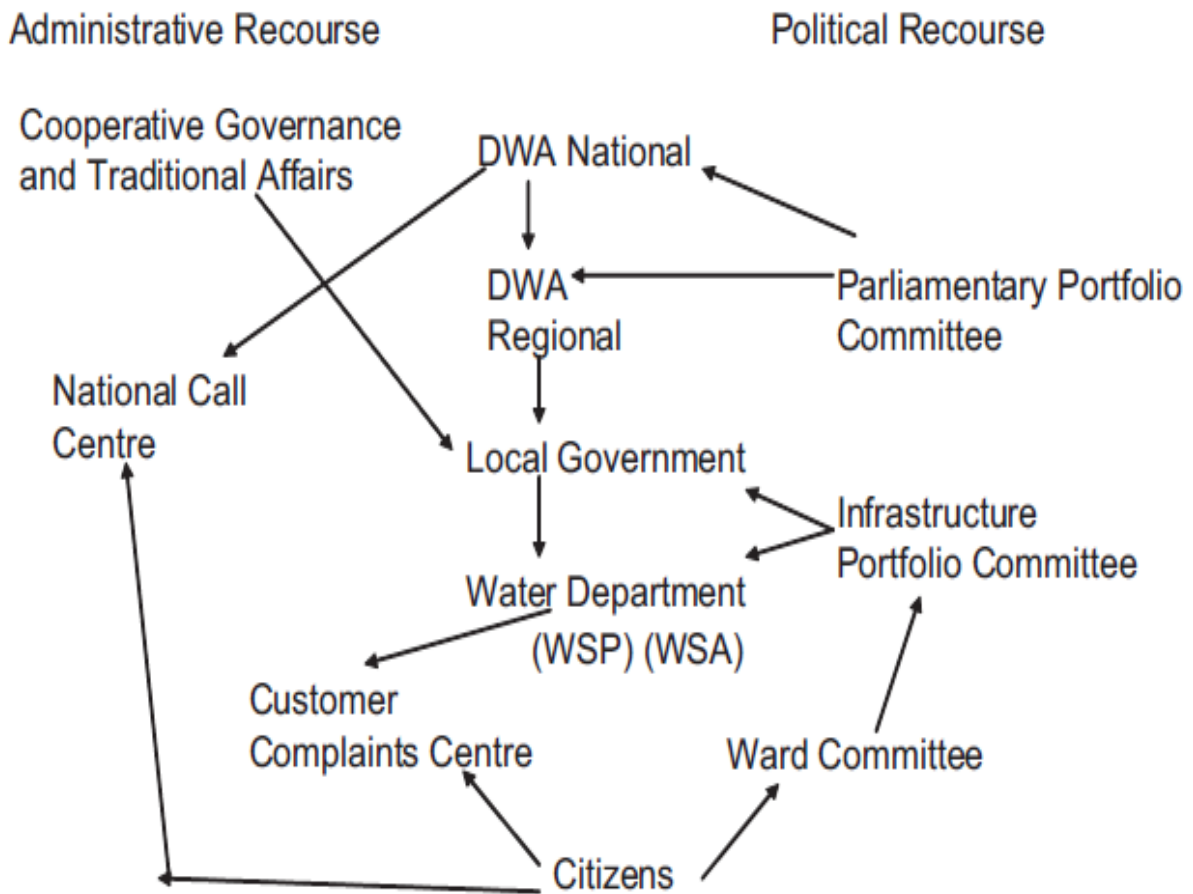 Administrative Recourse
Political Recourse
Cooperative Governance
and Traditional Affairs
DWA National
DWA
Regional
Parliamentary Portfolio
Committee
National Call
Centre
Local Government
Infrastructure
Portfolio Committee
Water Department
(WSP) (WSA)
Customer
Complaints Centre
Ward Committee
Citizens